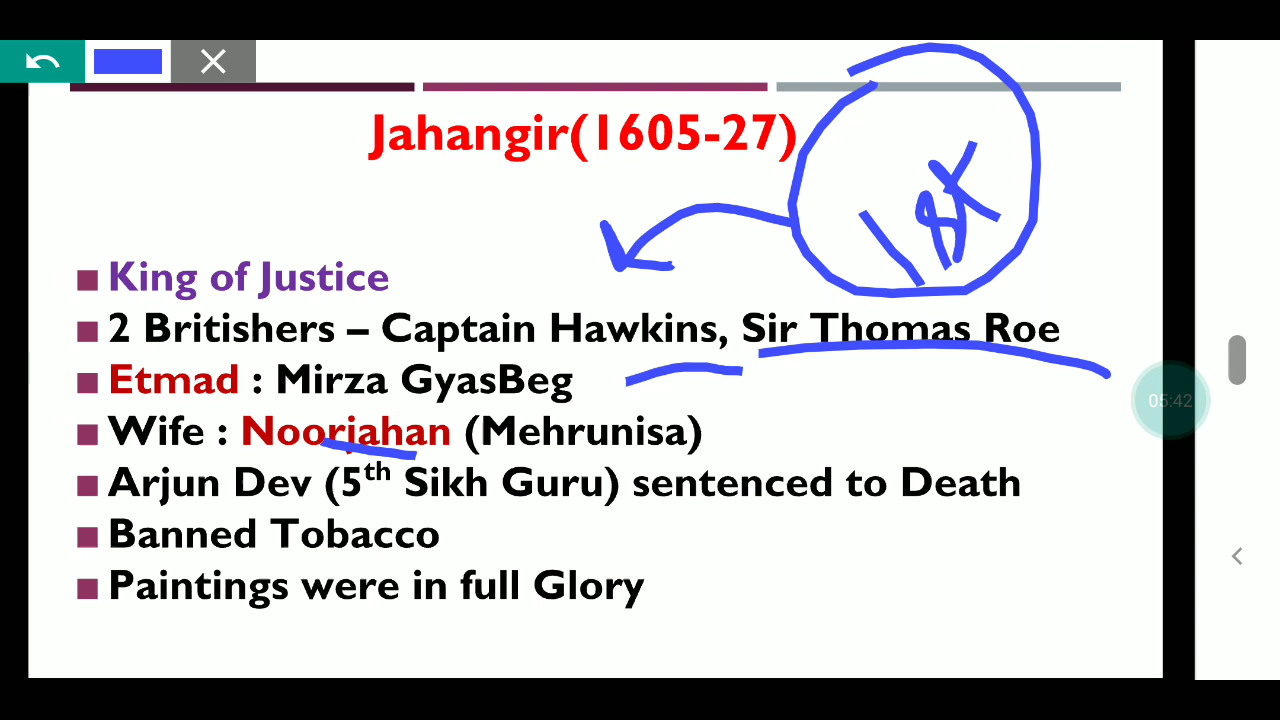 Jahangir(1605-27)
King of Justice
2 Britishers – Captain Hawkins, Sir Thomas Roe
Etmad : Mirza GyasBeg
05:42
Wife : Noorjahan (Mehrunisa)
Arjun Dev (5th Sikh Guru) sentenced to Death
Banned Tobacco
Paintings were in full Glory